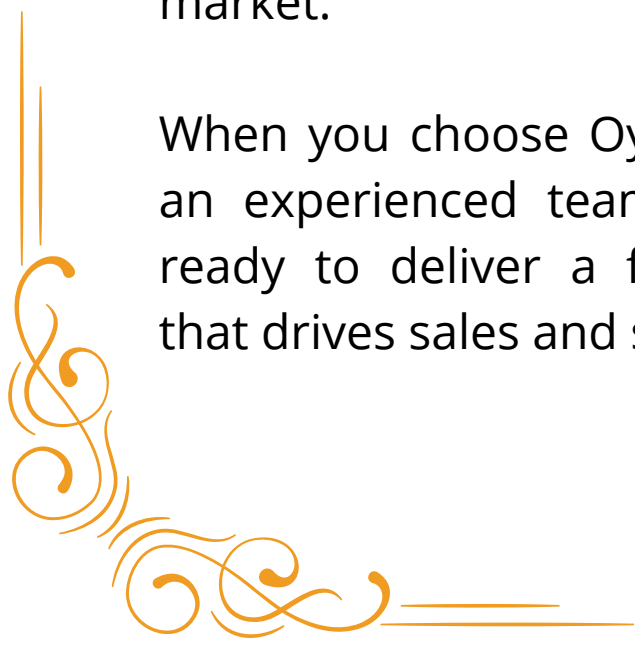 market.
When you choose Oy
an experienced tear
ready to deliver a f
that drives sales and s